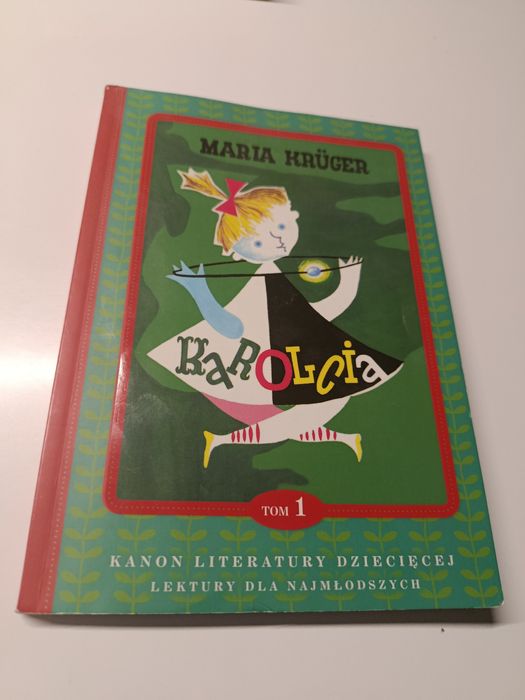 MARIA KRÜGER
KAROLCIA
TOM 1
KANON LITERATURY DZIECIĘCEJ
LEKTURY DLA NAJMŁODSZYCH